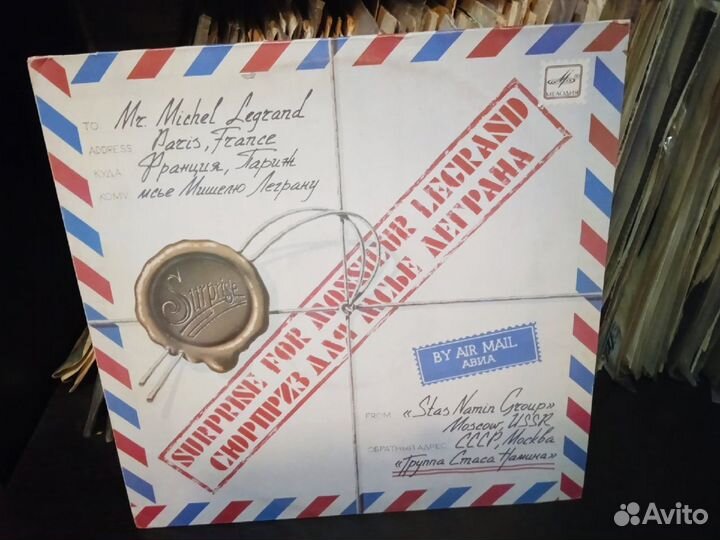 МЕЛОДИЯ
TO Mr. Michel Legrand
ADDRESS Paris, France
КУДА Франция, Париж
КОМУ мсье Мишелю Леграну
SURPRISE FOR MONSIEUR LEGRAND
СЮРПРИЗ ДЛЯ МСЬЕ ЛЕГРАНА
Surprise
BY AIR MAIL
АВИА
FROM «Stas Namin Group»
Moscow, USSR
ОБРАТНЫЙ АДРЕС СССР, Москва
«Группа Стаса Намина»
Avito